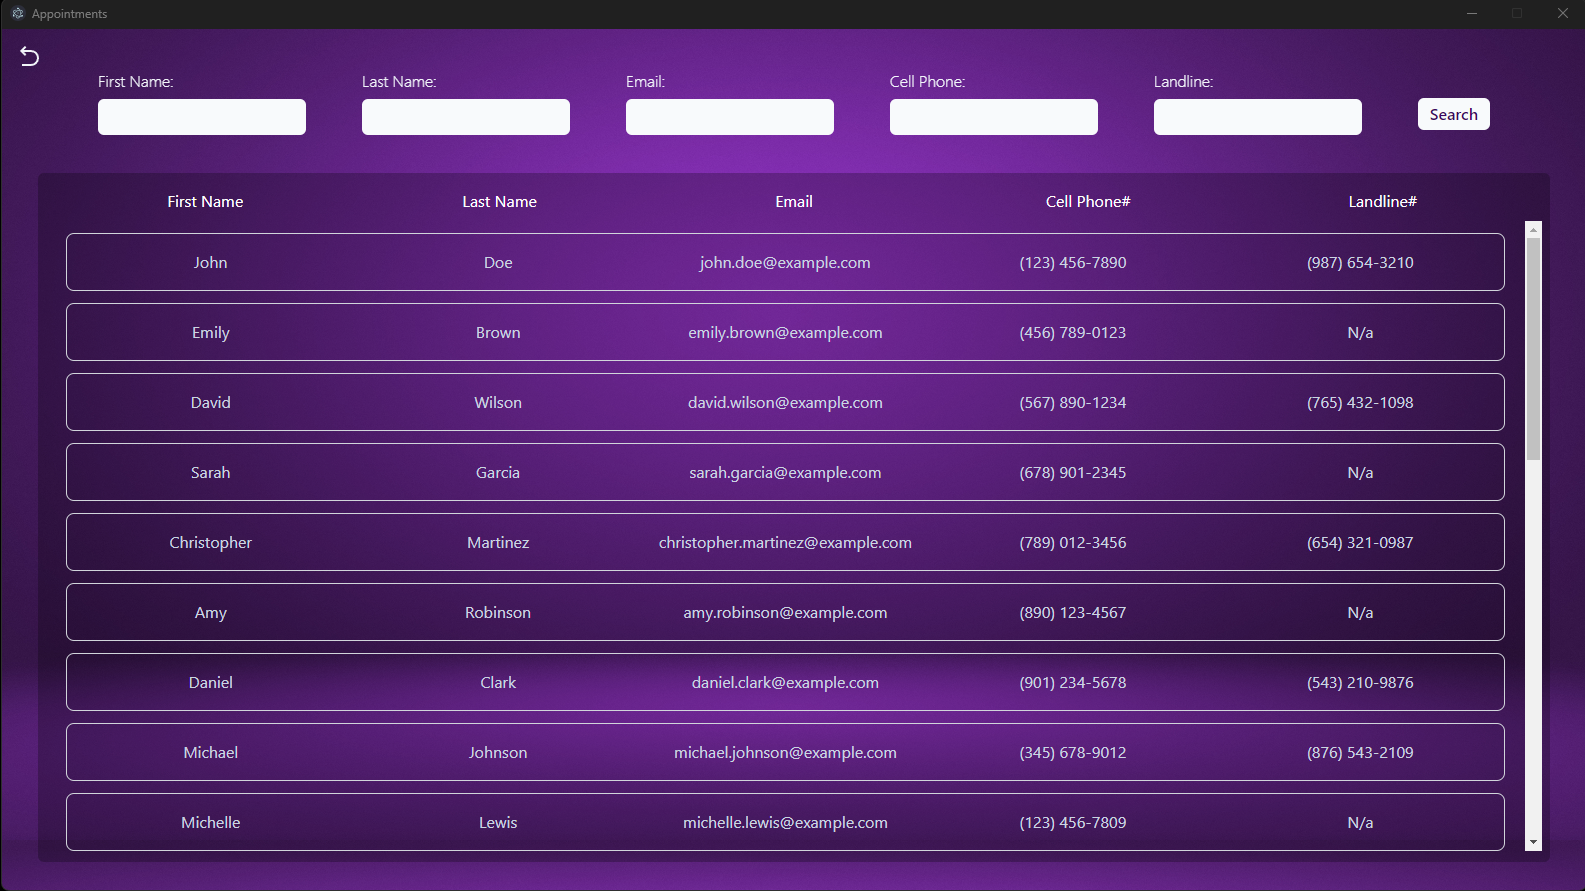 Appointments
First Name: Last Name: Email: Cell Phone: Landline:
Search
First Name Last Name Email Cell Phone# Landline#
John Doe john.doe@example.com (123) 456-7890 (987) 654-3210
Emily Brown emily.brown@example.com (456) 789-0123 N/a
David Wilson david.wilson@example.com (567) 890-1234 (765) 432-1098
Sarah Garcia sarah.garcia@example.com (678) 901-2345 N/a
Christopher Martinez christopher.martinez@example.com (789) 012-3456 (654) 321-0987
Amy Robinson amy.robinson@example.com (890) 123-4567 N/a
Daniel Clark daniel.clark@example.com (901) 234-5678 (543) 210-9876
Michael Johnson michael.johnson@example.com (345) 678-9012 (876) 543-2109
Michelle Lewis michelle.lewis@example.com (123) 456-7809 N/a